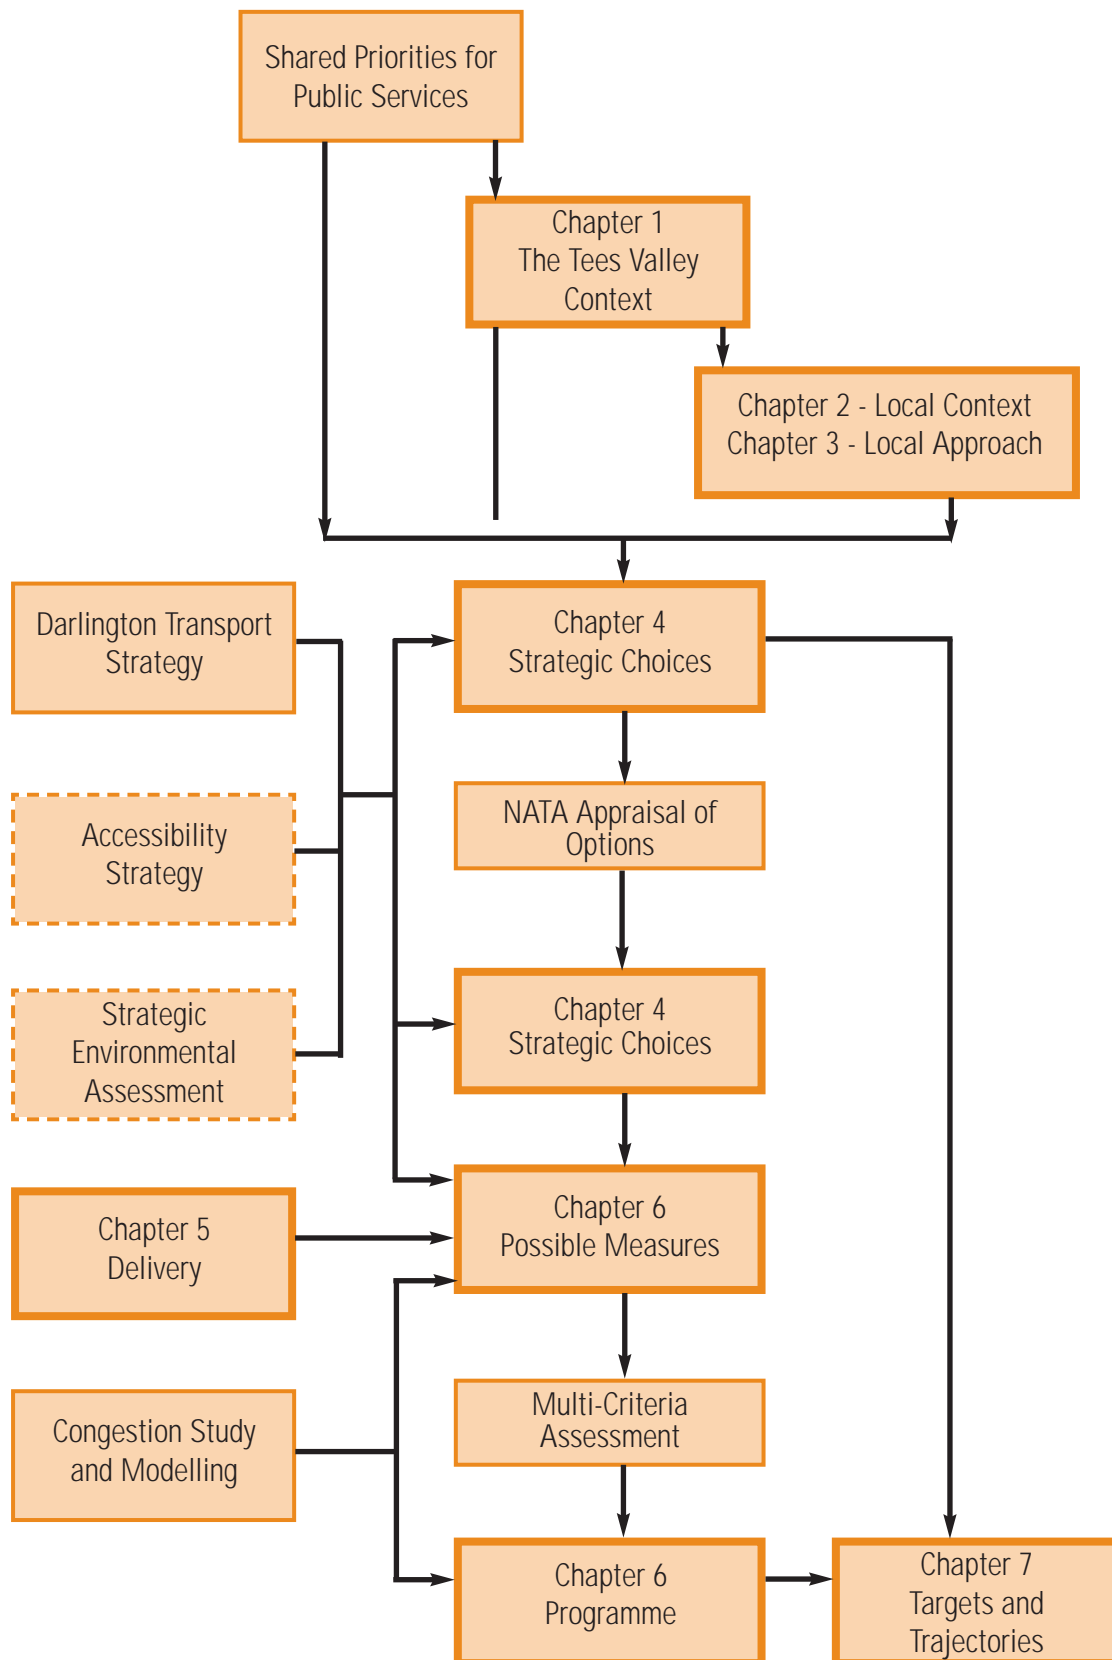 Shared Priorities for
Public Services
Chapter 1
The Tees Valley
Context
Chapter 2 - Local Context
Chapter 3 - Local Approach
Darlington Transport
Strategy
Chapter 4
Strategic Choices
Accessibility
Strategy
NATA Appraisal of
Options
Strategic
Environmental
Assessment
Chapter 4
Strategic Choices
Chapter 5
Delivery
Chapter 6
Possible Measures
Congestion Study
and Modelling
Multi-Criteria
Assessment
Chapter 6
Programme
Chapter 7
Targets and
Trajectories